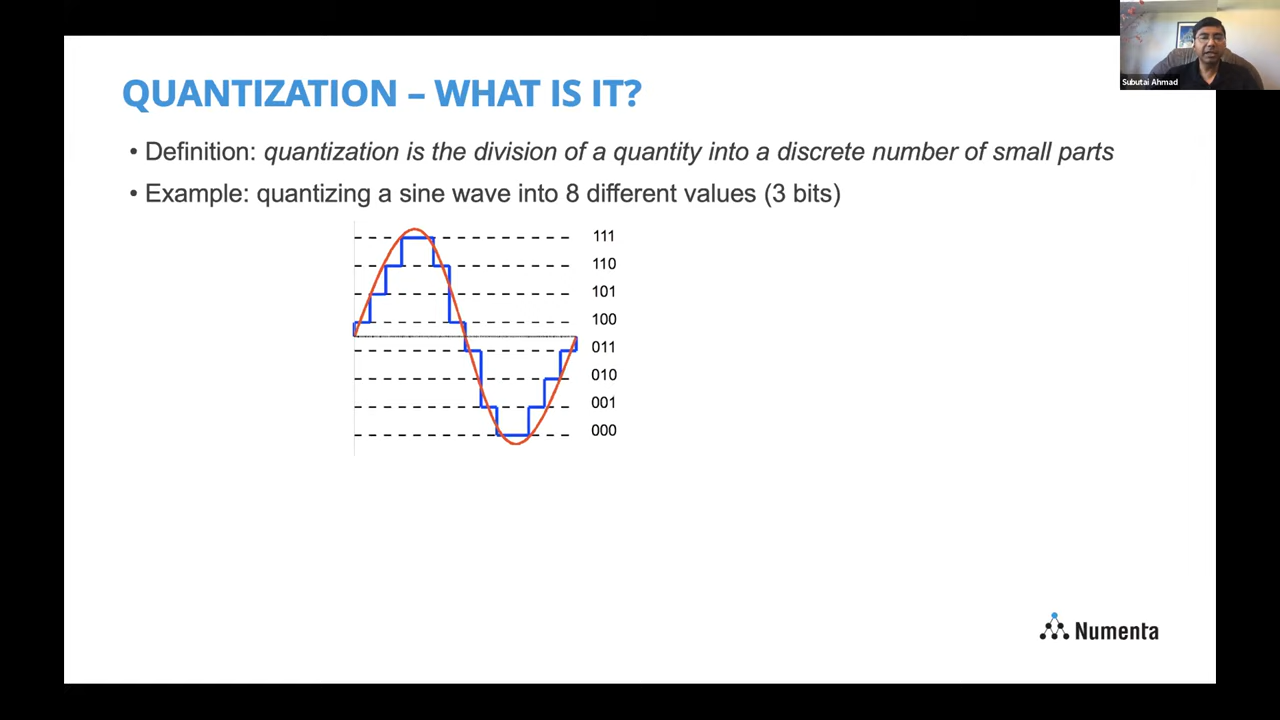 Subutai Ahmad
QUANTIZATION – WHAT IS IT?
• Definition: quantization is the division of a quantity into a discrete number of small parts
• Example: quantizing a sine wave into 8 different values (3 bits)
111
110
101
100
011
010
001
000
Numenta